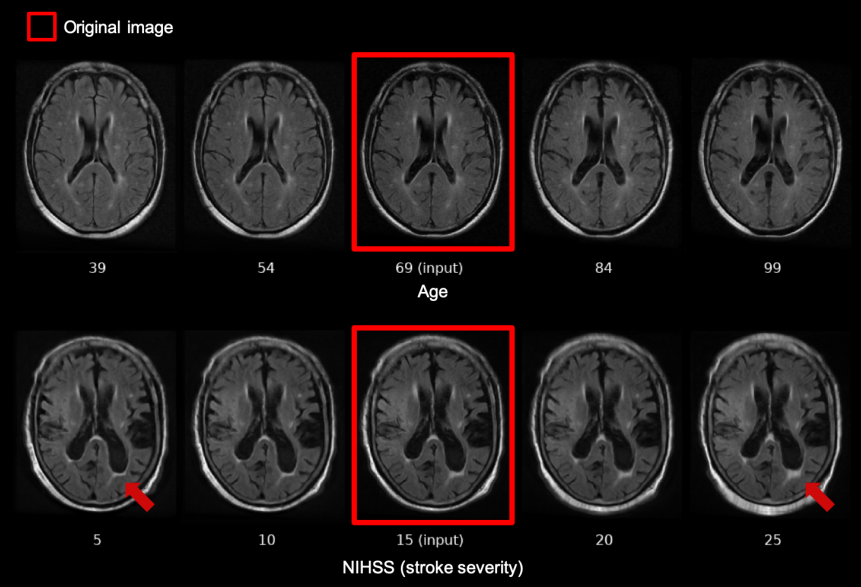 Original image
39 54 69 (input) 84 99
Age
5 10 15 (input) 20 25
NIHSS (stroke severity)